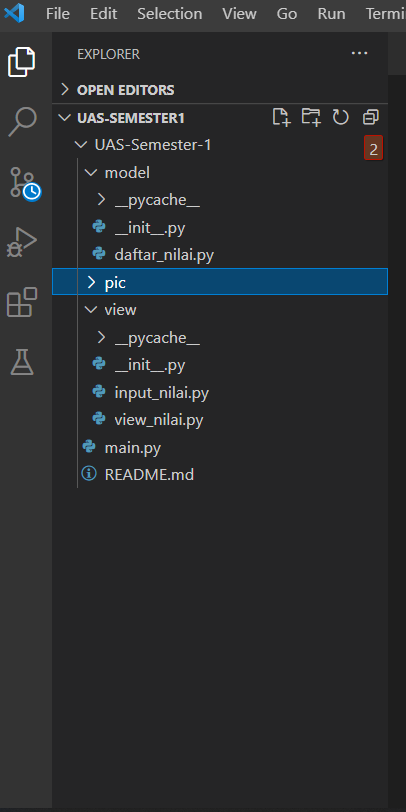 File Edit Selection View Go Run Termi
EXPLORER
OPEN EDITORS
UAS-SEMESTER1
UAS-Semester-1 2
model
__pycache__
__init__.py
daftar_nilai.py
pic
view
__pycache__
__init__.py
input_nilai.py
view_nilai.py
main.py
README.md